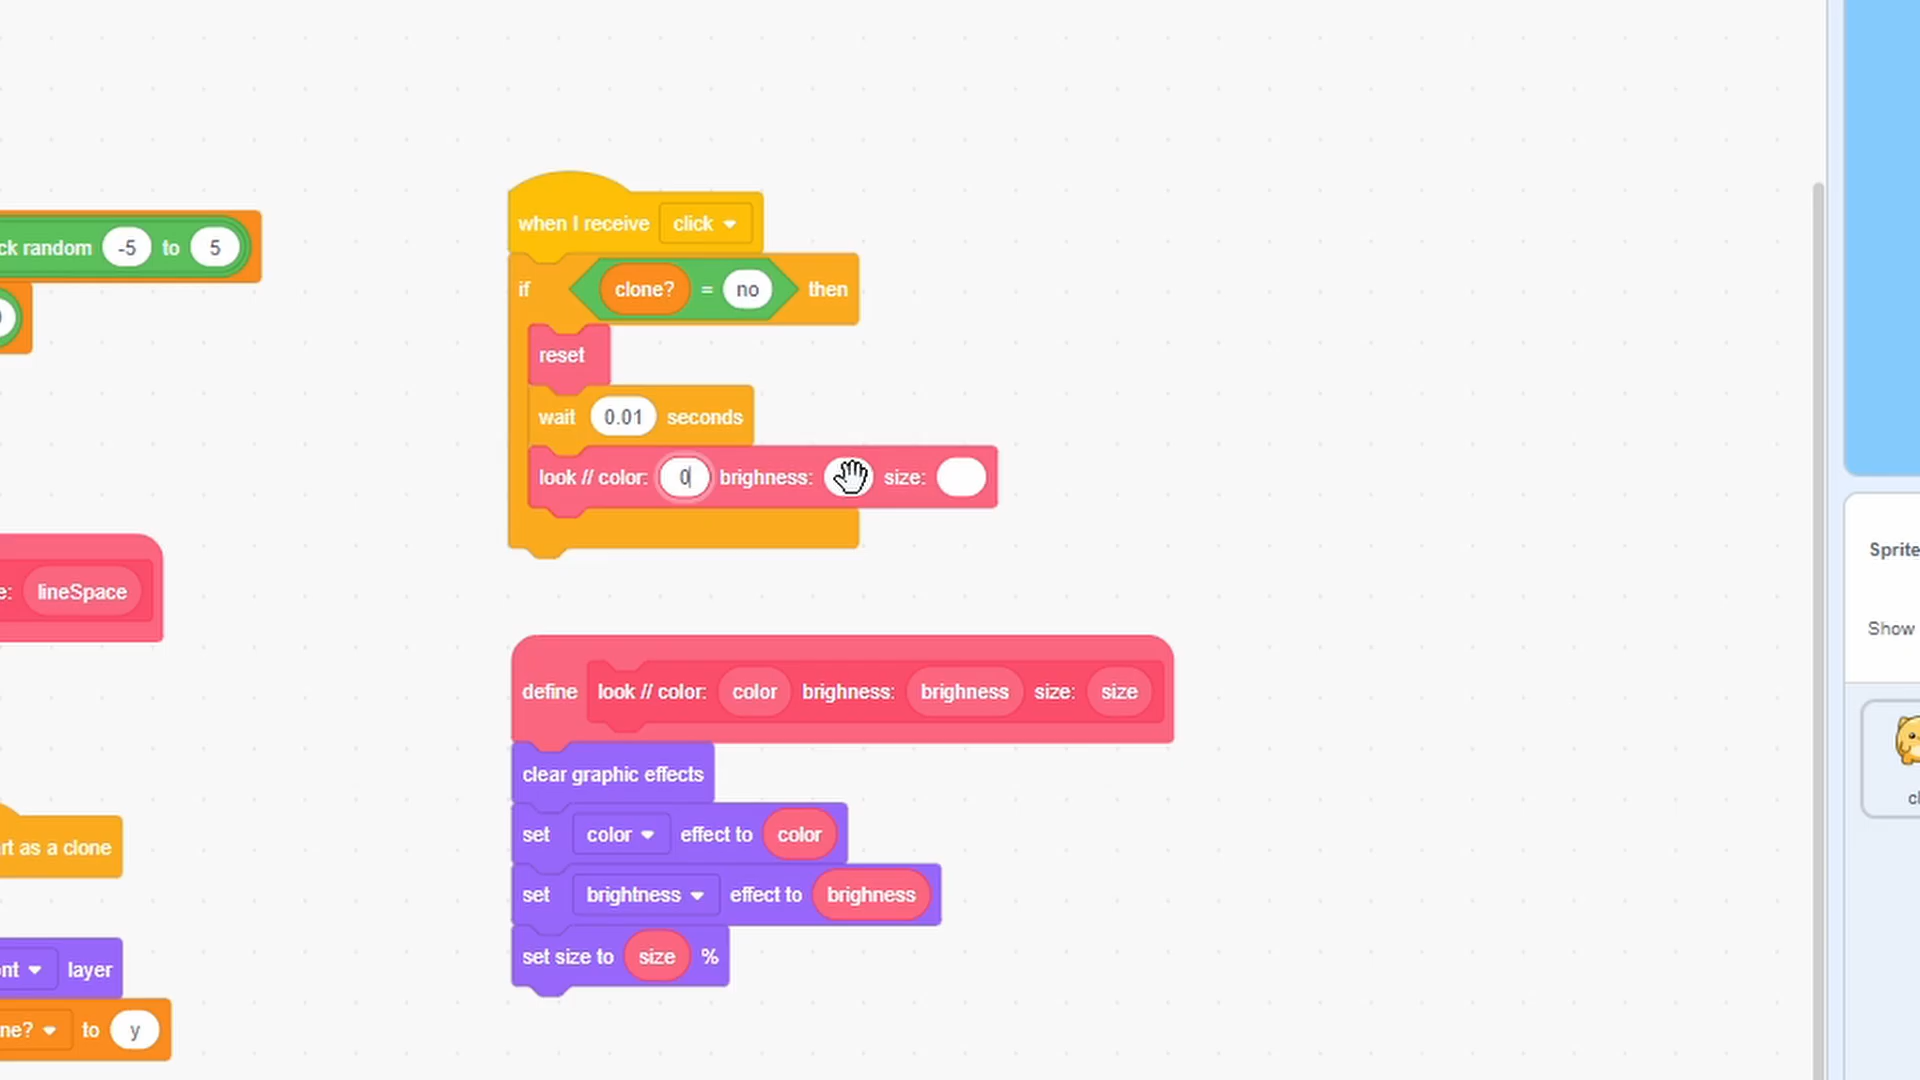 when I receive click
ck random -5 to 5
if clone? = no then
reset
wait 0.01 seconds
look // color: 0 brighness: size:
Sprite
e: lineSpace
Show
define look // color: color brighness: brighness size: size
clear graphic effects
set color effect to color
rt as a clone
set brightness effect to brighness
set size to size %
nt layer
ne? to y